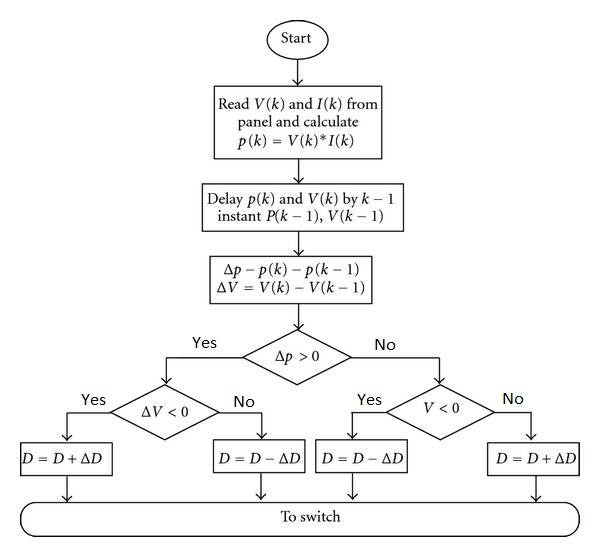 Start
Read V(k) and I(k) from
panel and calculate
p(k) = V(k)*I(k)
Delay p(k) and V(k) by k − 1
instant P(k − 1), V(k − 1)
Δp − p(k) − p(k − 1)
ΔV = V(k) − V(k − 1)
Yes
No
Δp > 0
Yes
No
Yes
No
ΔV < 0
V < 0
D = D + ΔD
D = D − ΔD
D = D − ΔD
D = D + ΔD
To switch